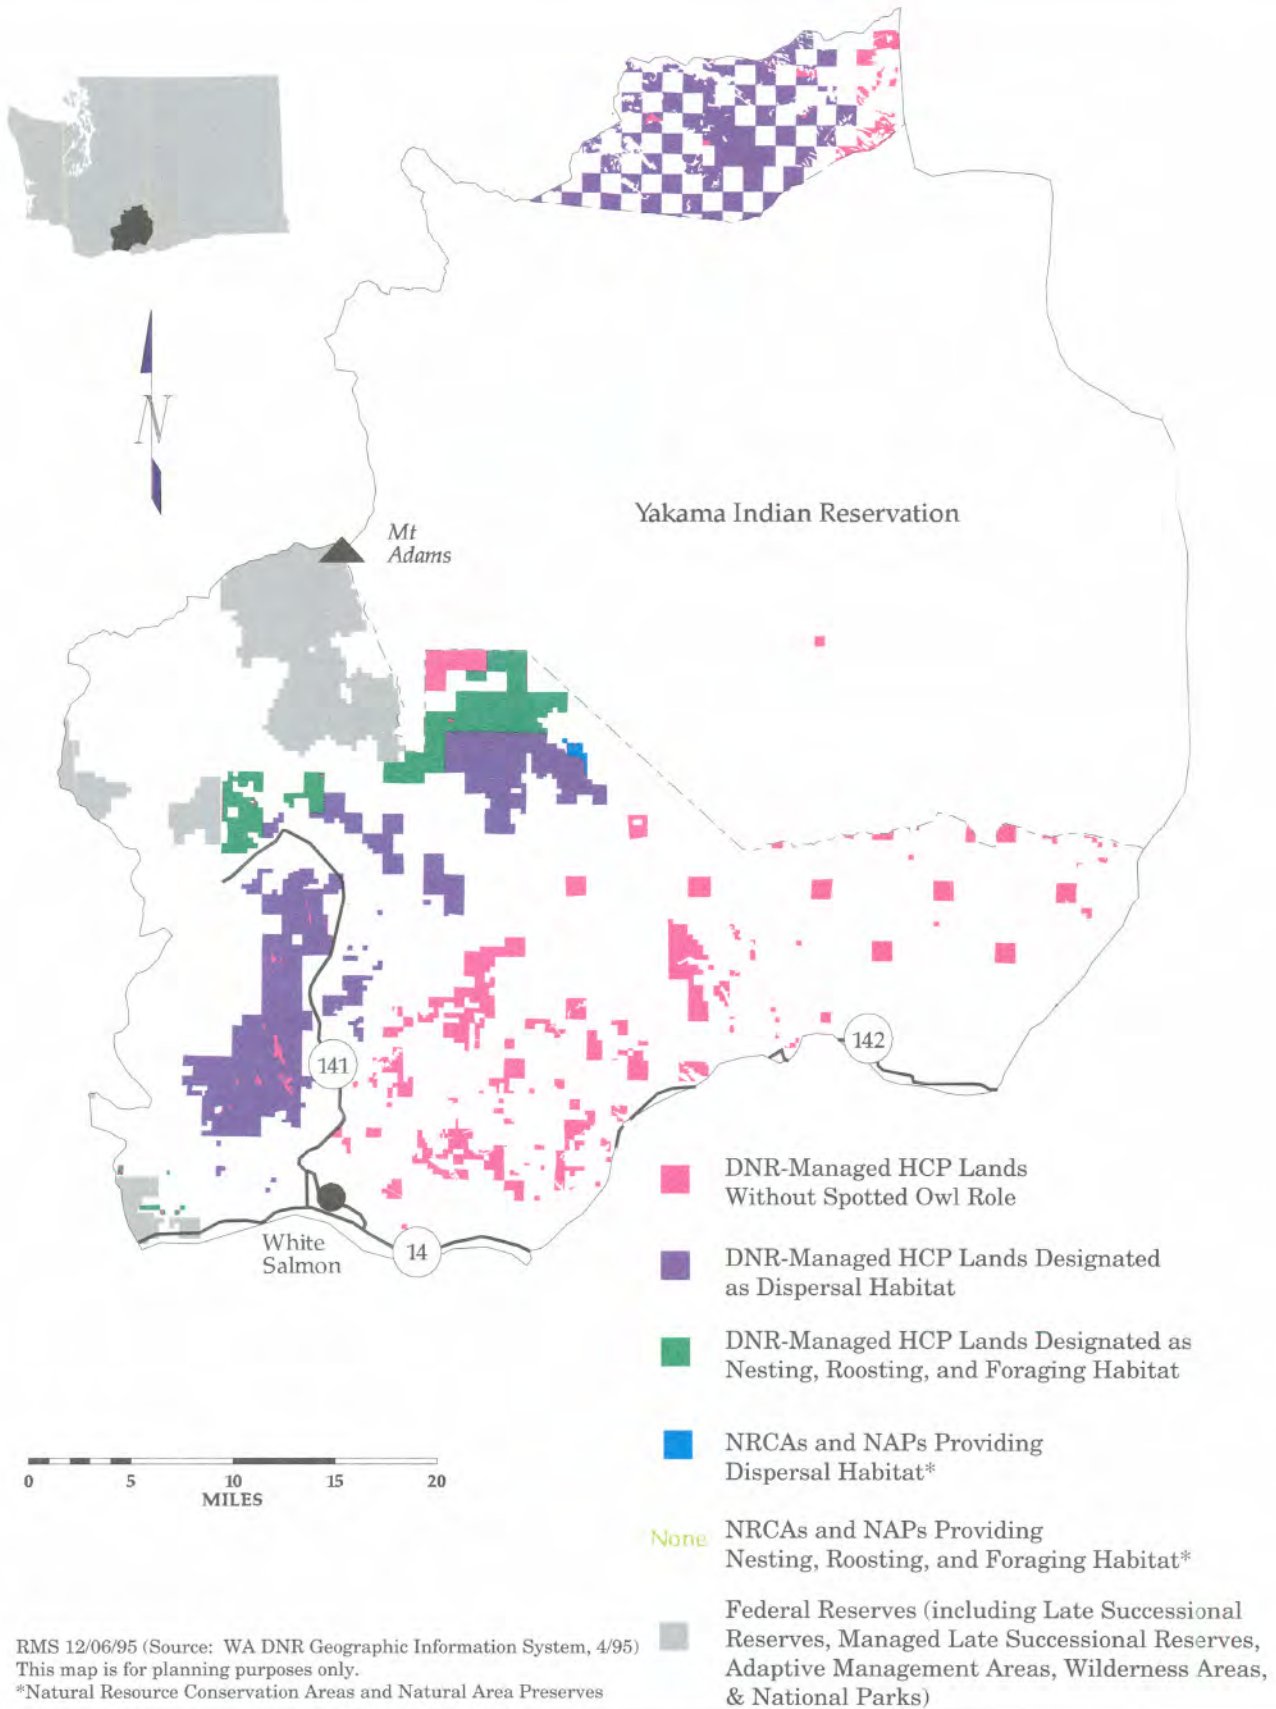 N
Mt
Adams
Yakama Indian Reservation
141
142
White
Salmon
14
DNR-Managed HCP Lands
Without Spotted Owl Role
DNR-Managed HCP Lands Designated
as Dispersal Habitat
DNR-Managed HCP Lands Designated as
Nesting, Roosting, and Foraging Habitat
NRCAs and NAPs Providing
Dispersal Habitat*
None
NRCAs and NAPs Providing
Nesting, Roosting, and Foraging Habitat*
Federal Reserves (including Late Successional
Reserves, Managed Late Successional Reserves,
Adaptive Management Areas, Wilderness Areas,
& National Parks)
0 5 10 15 20
MILES
RMS 12/06/95 (Source: WA DNR Geographic Information System, 4/95)
This map is for planning purposes only.
*Natural Resource Conservation Areas and Natural Area Preserves